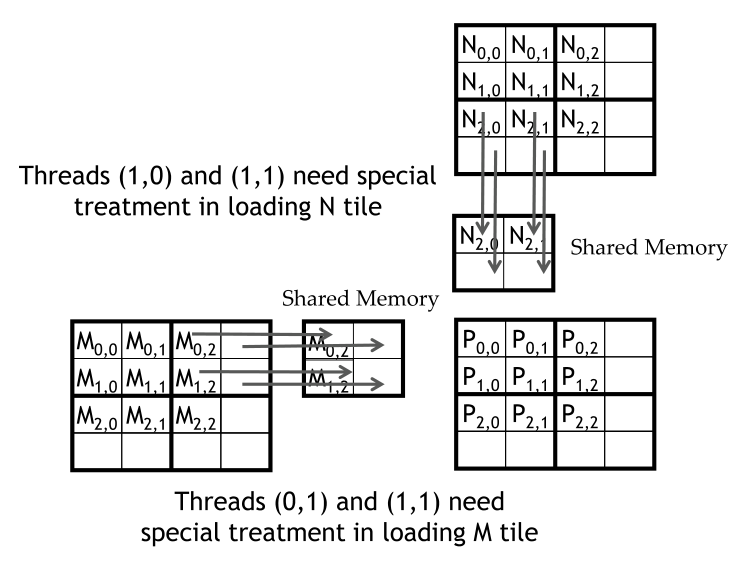 N0,0 N0,1 N0,2
N1,0 N1,1 N1,2
N2,0 N2,1 N2,2
Threads (1,0) and (1,1) need special
treatment in loading N tile
N2,0 N2,1
Shared Memory
Shared Memory
M0,0 M0,1 M0,2
M1,0 M1,1 M1,2
M2,0 M2,1 M2,2
M0,2
M1,2
P0,0 P0,1 P0,2
P1,0 P1,1 P1,2
P2,0 P2,1 P2,2
Threads (0,1) and (1,1) need
special treatment in loading M tile